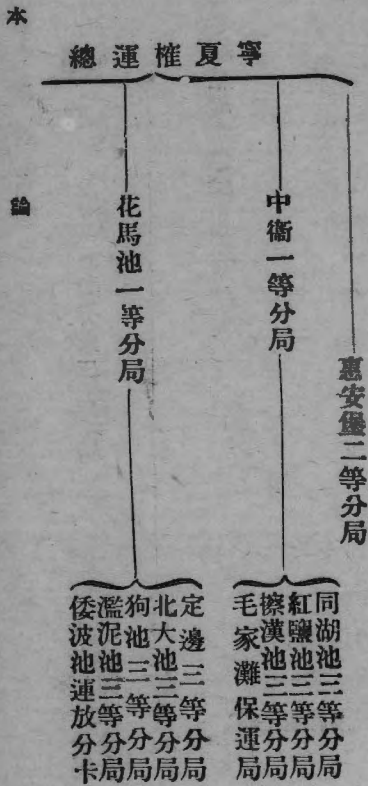 寧夏榷運總
惠安堡二等分局
中衞一等分局
同湖池三等分局
紅鹽池三等分局
擦漢池三等分局
毛家灘保運局
花馬池一等分局
定邊三等分局
北大池三等分局
狗池三等分局
濫泥池三等分局
倭波池運放分卡
本
論